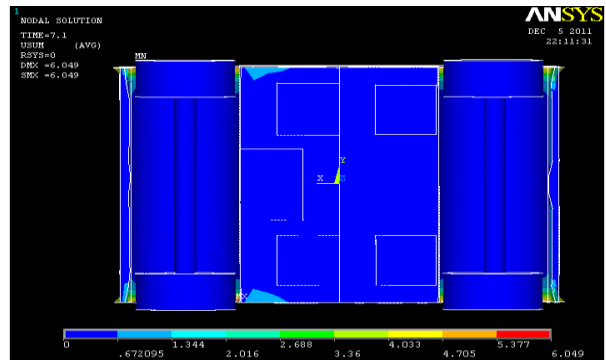 1
NODAL SOLUTION
TIME=7.1
USUM (AVG)
RSYS=0
DMX =6.049
SMX =6.049
ANSYS
DEC 5 2011
22:11:31
MN
Y
X
Z
MX
0 1.344 2.688 4.033 5.377
.672095 2.016 3.36 4.705 6.049